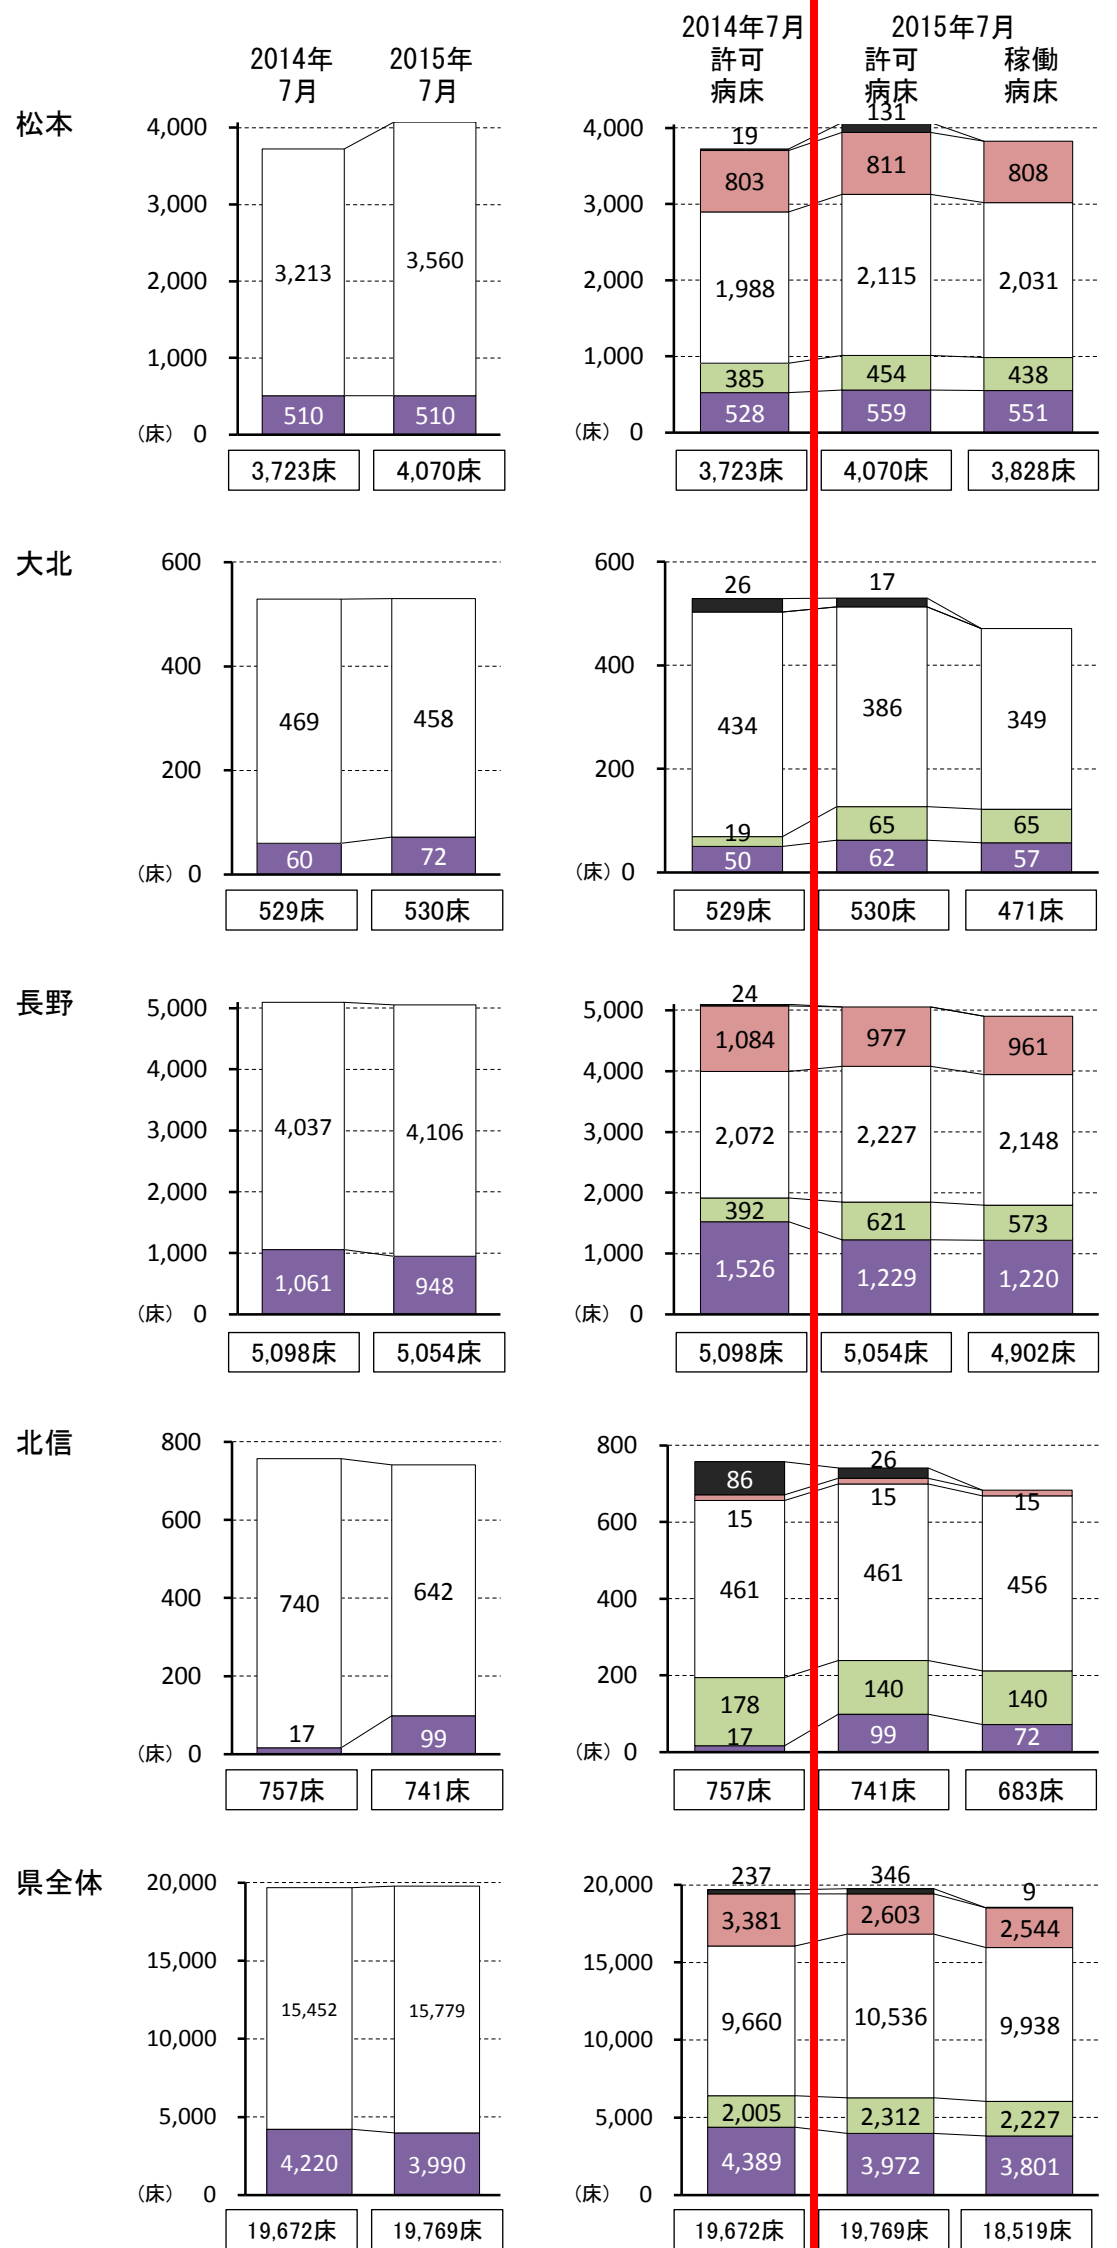 2014年7月 2015年7月
2014年 2015年 許可 許可 稼働
7月 7月 病床 病床 病床
松本
4,000 4,000 19 131
803 811 808
3,000 3,000
3,213 3,560 1,988 2,115 2,031
2,000 2,000
1,000 1,000
385 454 438
510 510 528 559 551
（床） 0 （床） 0
3,723床 4,070床 3,723床 4,070床 3,828床
大北
600 600
26 17
400 400
469 458 434 386 349
200 200
19 65 65
60 72 50 62 57
（床） 0 （床） 0
529床 530床 529床 530床 471床
長野
5,000 5,000 24
1,084 977 961
4,000 4,000
4,037 4,106 2,072 2,227 2,148
3,000 3,000
2,000 2,000
392 621 573
1,000 1,000
1,061 948 1,526 1,229 1,220
（床） 0 （床） 0
5,098床 5,054床 5,098床 5,054床 4,902床
北信
800 800
86 26
15 15 15
600 600
740 642 461 461 456
400 400
200 200
178 140 140
17 99 17 99 72
（床） 0 （床） 0
757床 741床 757床 741床 683床
県全体
20,000 20,000 237 346 9
3,381 2,603 2,544
15,000 15,000
15,452 15,779 9,660 10,536 9,938
10,000 10,000
5,000 5,000
2,005 2,312 2,227
4,220 3,990 4,389 3,972 3,801
（床） 0 （床） 0
19,672床 19,769床 19,672床 19,769床 18,519床